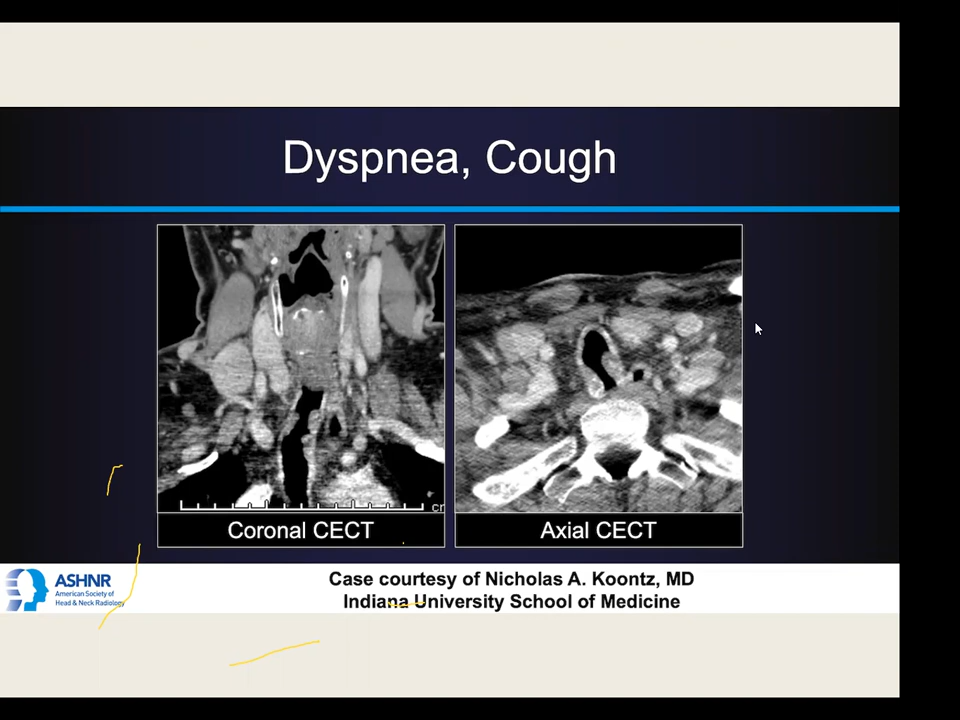 Dyspnea, Cough
cm
Coronal CECT
Axial CECT
ASHNR
American Society of
Head & Neck Radiology
Case courtesy of Nicholas A. Koontz, MD
Indiana University School of Medicine